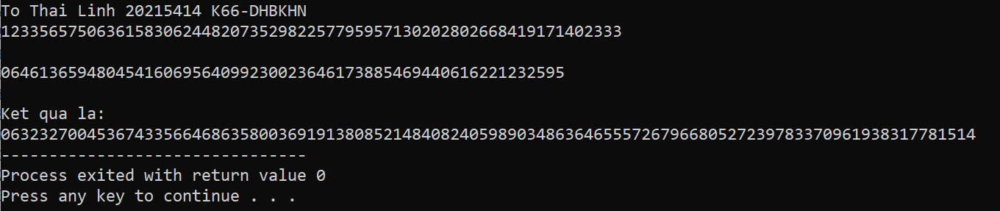 To Thai Linh 20215414 K66-DHBKHN
12335657506361583062448207352982257795957130202802668419171402333
06461365948045416069564099230023646173885469440616221232595
Ket qua la:
063232700453674335664686358003691913808521484082405989034863646555726796680527239783370961938317781514
--------------------------------
Process exited with return value 0
Press any key to continue . . .